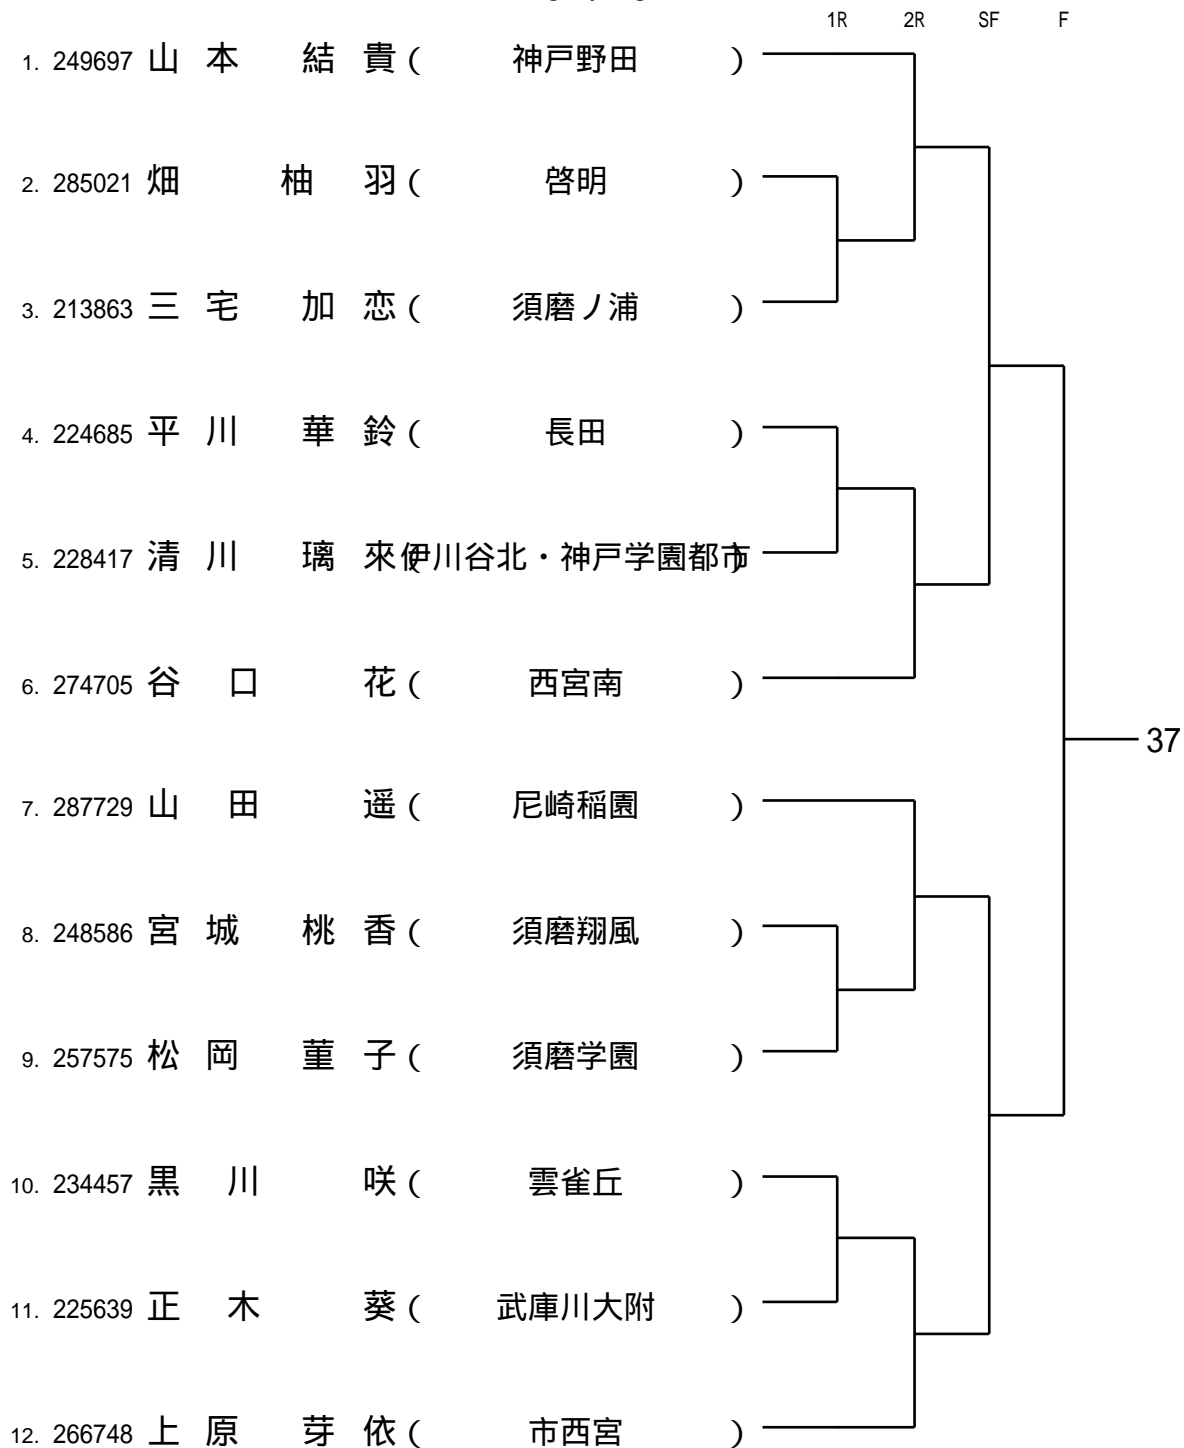 1R 2R SF F
1. 249697 山本 結貴 ( 神戸野田 )
2. 285021 畑 柚羽 ( 啓明 )
3. 213863 三宅 加恋 ( 須磨ノ浦 )
4. 224685 平川 華鈴 ( 長田 )
5. 228417 清川 璃來 ( 伊川谷北・神戸学園都市 )
6. 274705 谷口 花 ( 西宮南 )
37
7. 287729 山田 遥 ( 尼崎稲園 )
8. 248586 宮城 桃香 ( 須磨翔風 )
9. 257575 松岡 菫子 ( 須磨学園 )
10. 234457 黒川 咲 ( 雲雀丘 )
11. 225639 正木 葵 ( 武庫川大附 )
12. 266748 上原 芽依 ( 市西宮 )